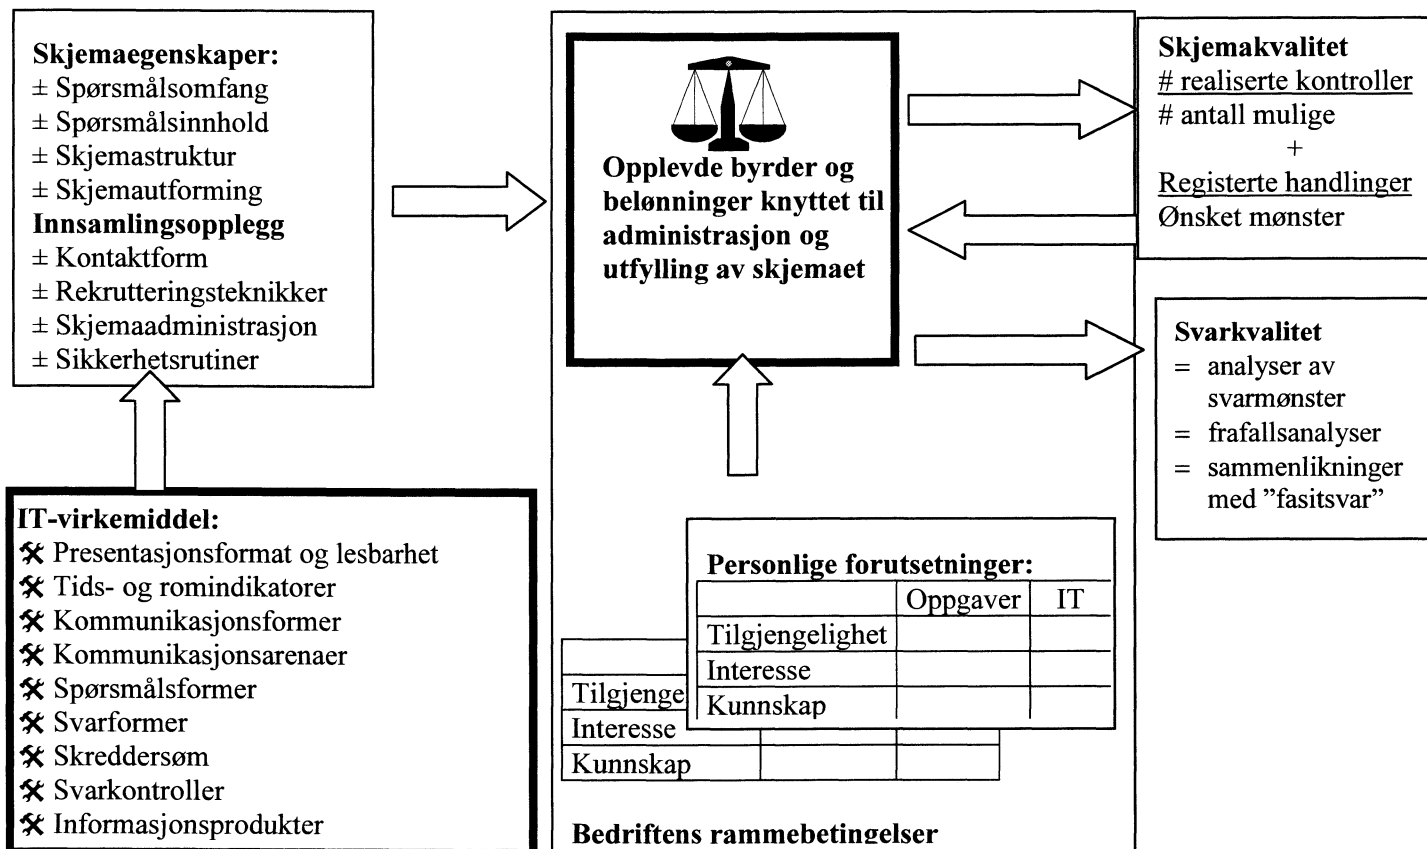 Skjemaegenskaper:
± Spørsmålsomfang
± Spørsmålsinnhold
± Skjemastruktur
± Skjemautforming
Innsamlingsopplegg
± Kontaktform
± Rekrutteringsteknikker
± Skjemaadministrasjon
± Sikkerhetsrutiner
IT-virkemiddel:
Presentasjonsformat og lesbarhet
Tids- og romindikatorer
Kommunikasjonsformer
Kommunikasjonsarenaer
Spørsmålsformer
Svarformer
Skreddersøm
Svarkontroller
Informasjonsprodukter
Opplevde byrder og
belønninger knyttet til
administrasjon og
utfylling av skjemaet
Personlige forutsetninger:
Oppgaver IT
Tilgjengelighet
Interesse
Kunnskap
Tilgjenge
Interesse
Kunnskap
Bedriftens rammebetingelser
Skjemakvalitet
# realiserte kontroller
# antall mulige
+
Registerte handlinger
Ønsket mønster
Svarkvalitet
= analyser av
svarmønster
= frafallsanalyser
= sammenlikninger
med ”fasitsvar”